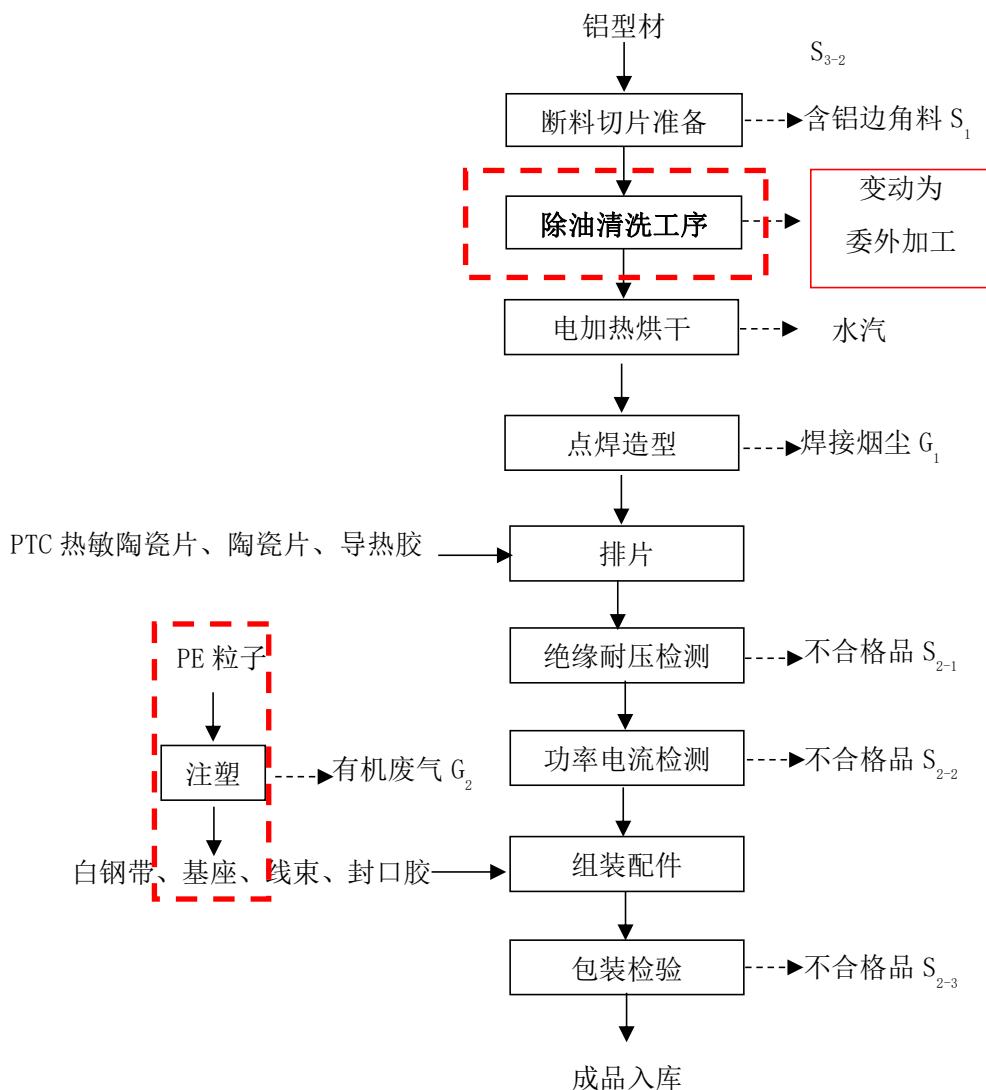 铝型材
S3-2
断料切片准备
含铝边角料 S1
变动为
除油清洗工序
委外加工
电加热烘干
水汽
点焊造型
焊接烟尘 G1
PTC 热敏陶瓷片、陶瓷片、导热胶
排片
PE 粒子
绝缘耐压检测
不合格品 S2-1
注塑
有机废气 G2
功率电流检测
不合格品 S2-2
白钢带、基座、线束、封口胶
组装配件
包装检验
不合格品 S2-3
成品入库